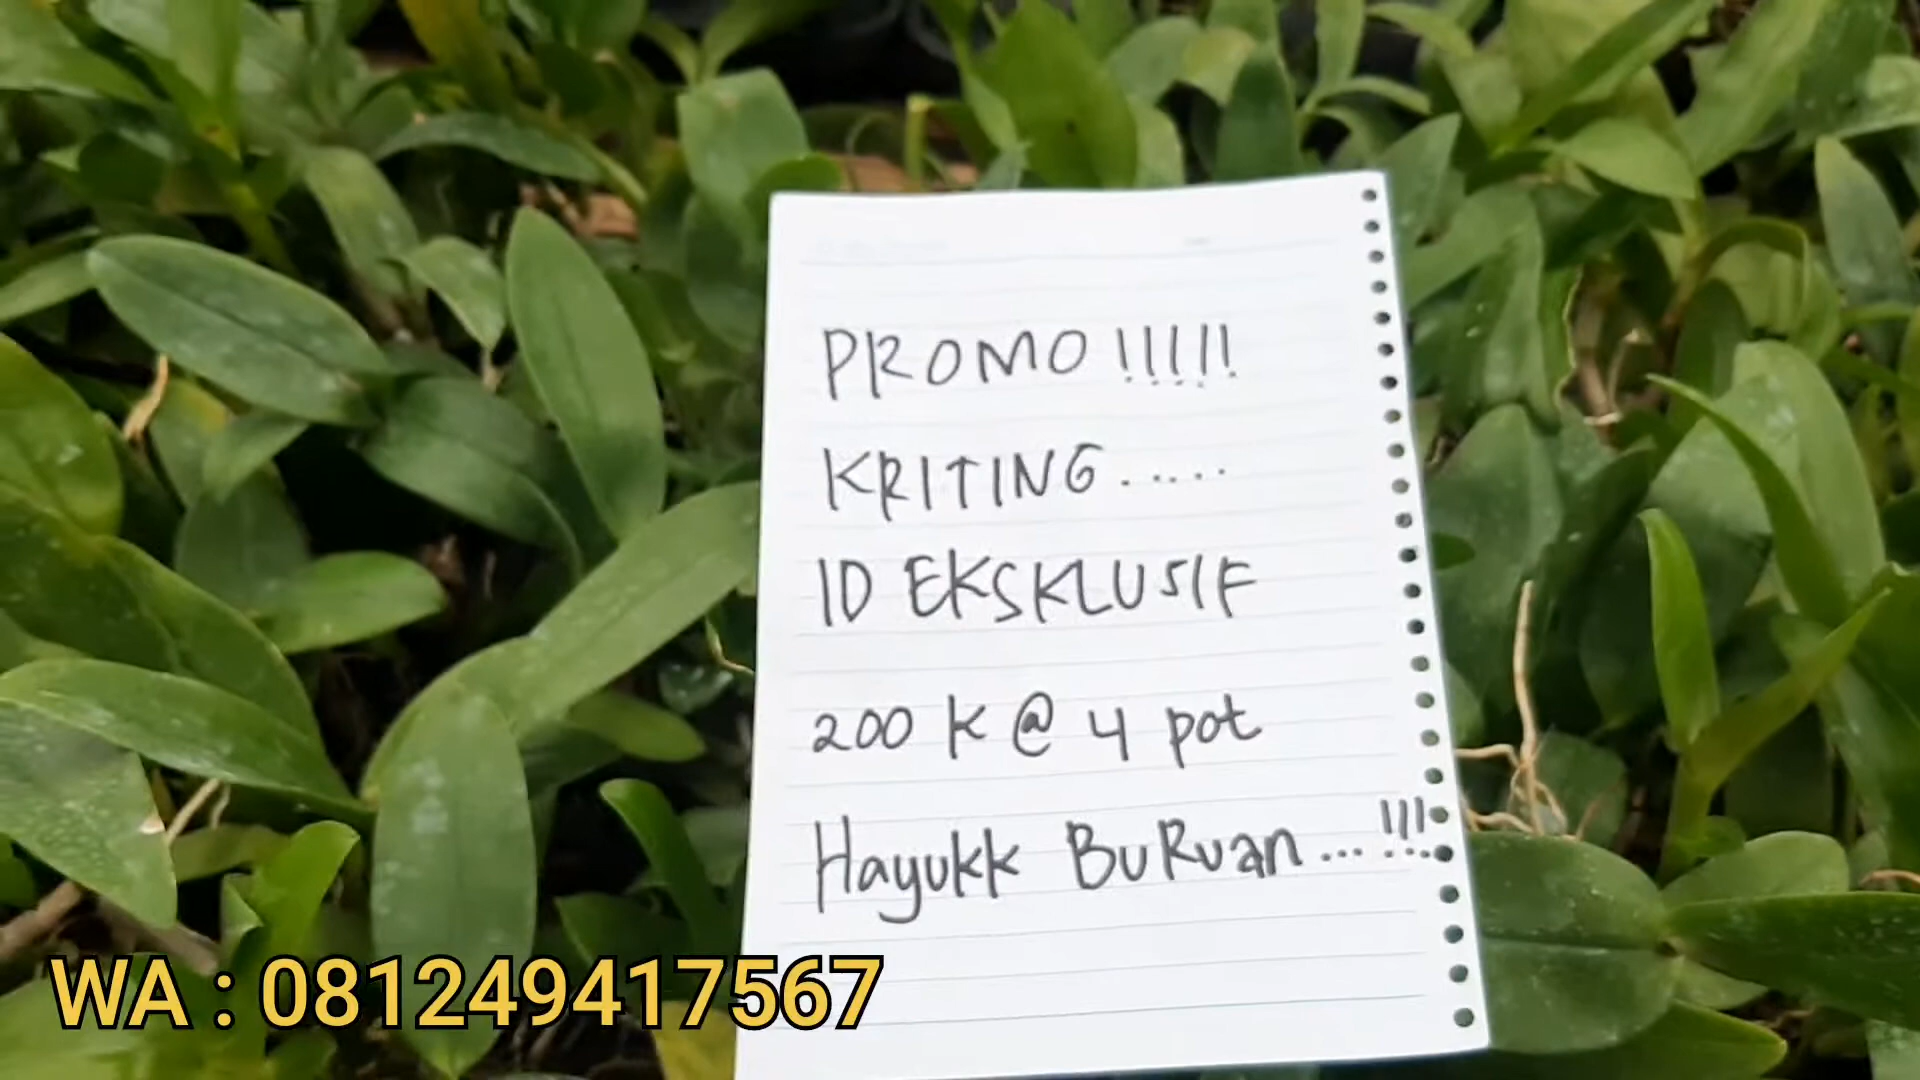 PROMO !!!!!
KRITING.....
ID EKSKLUSIF
200 K @ 4 pot
Hayukk BuRuan... !!!
WA : 081249417567